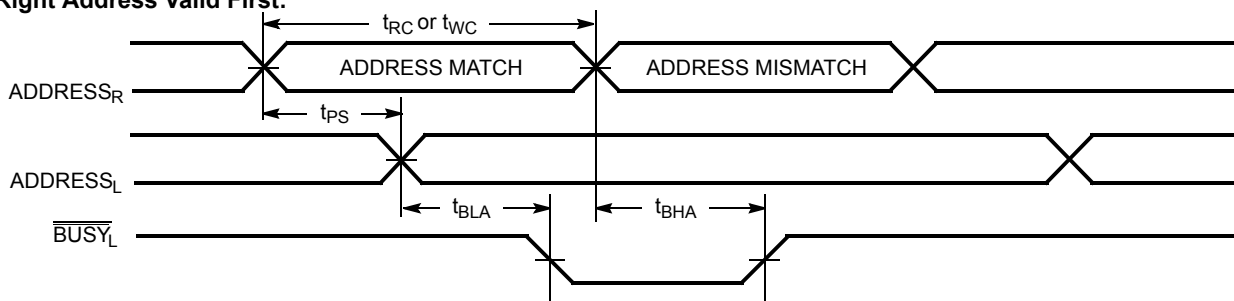 Right Address Valid First:
tRC or tWC
ADDRESS MATCH
ADDRESS MISMATCH
ADDRESSR
tPS
ADDRESSL
tBLA
tBHA
BUSYL